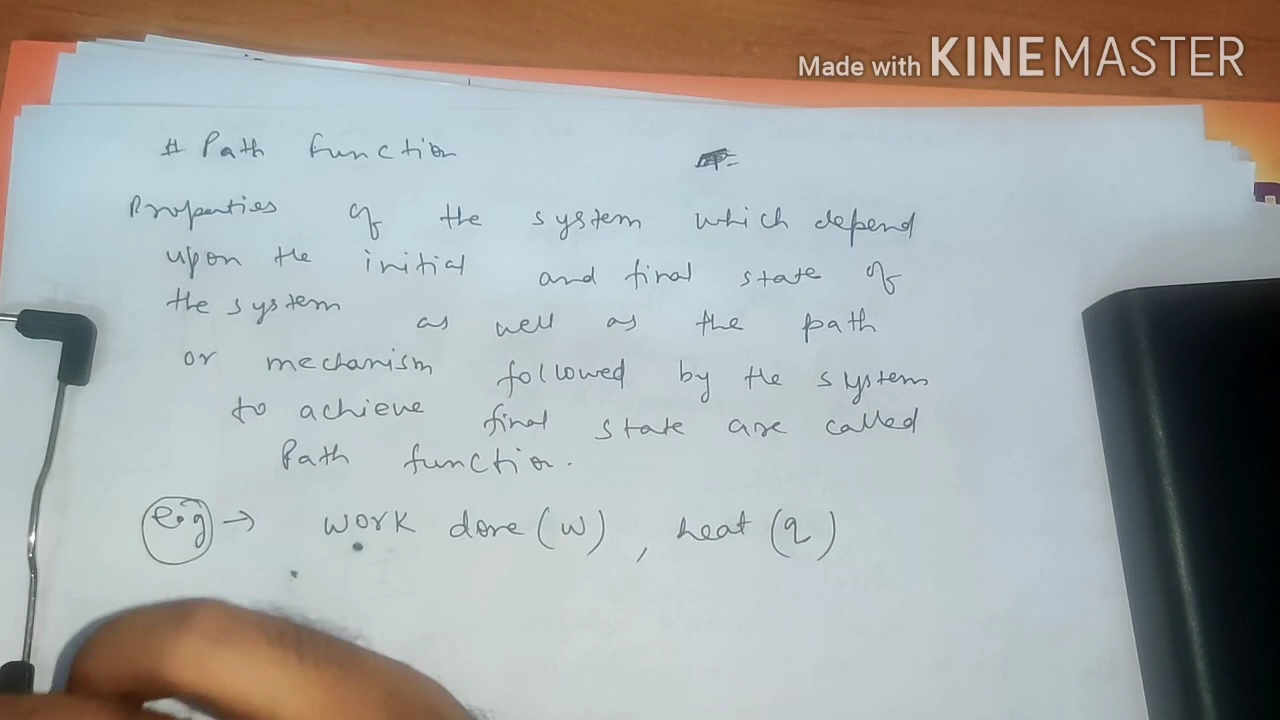 Made with KINEMASTER
# Path function
Properties of the system which depend
upon the initial and final state of
the system as well as the path
or mechanism followed by the system
to achieve final state are called
Path function.
e.g → work done (w) , heat (q)